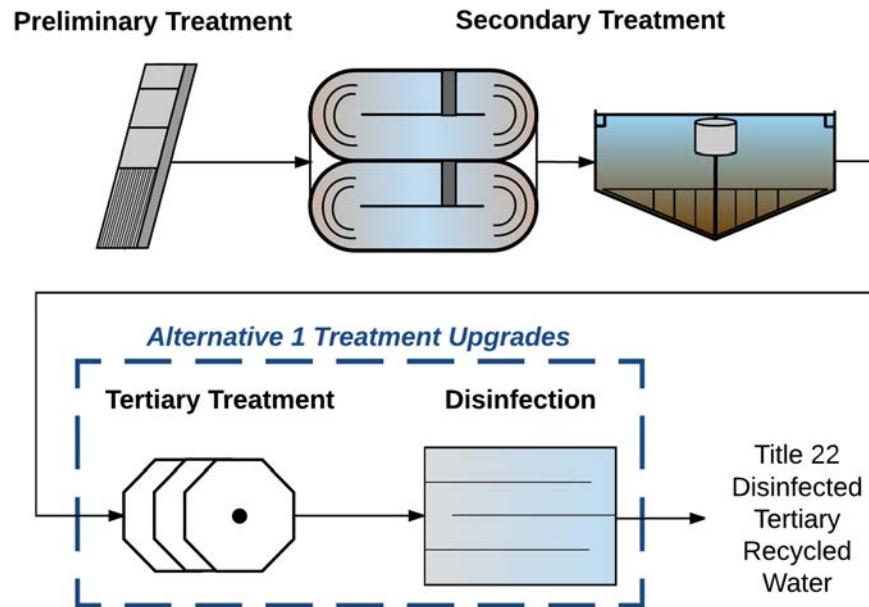 Preliminary Treatment
Secondary Treatment
Alternative 1 Treatment Upgrades
Tertiary Treatment
Disinfection
Title 22
Disinfected
Tertiary
Recycled
Water